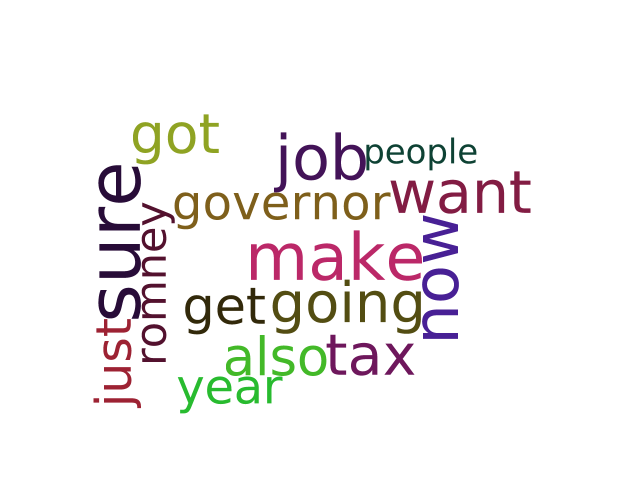 got
job
people
sure
romney
governor
want
make
now
get
going
just
also
tax
year